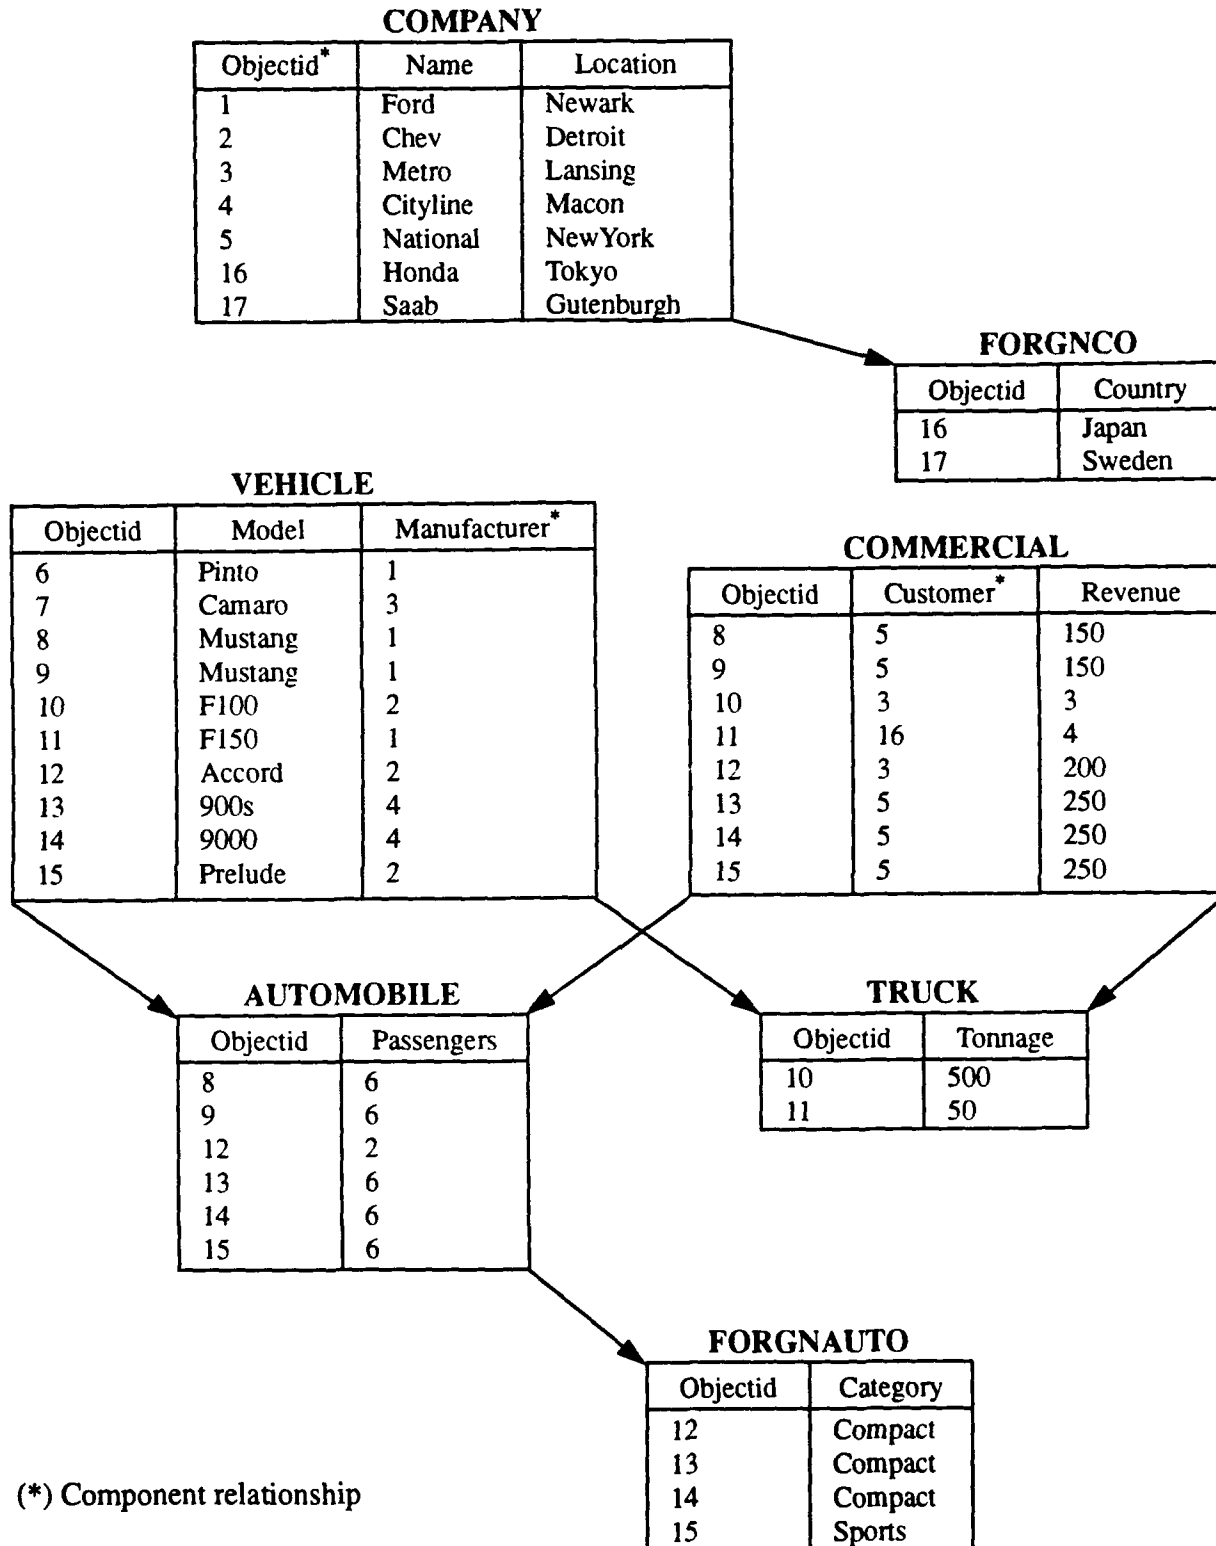 COMPANY
Objectid* Name Location
1 Ford Newark
2 Chev Detroit
3 Metro Lansing
4 Cityline Macon
5 National NewYork
16 Honda Tokyo
17 Saab Gutenburgh
FORGNCO
Objectid Country
16 Japan
17 Sweden
VEHICLE
Objectid Model Manufacturer*
6 Pinto 1
7 Camaro 3
8 Mustang 1
9 Mustang 1
10 F100 2
11 F150 1
12 Accord 2
13 900s 4
14 9000 4
15 Prelude 2
COMMERCIAL
Objectid Customer* Revenue
8 5 150
9 5 150
10 3 3
11 16 4
12 3 200
13 5 250
14 5 250
15 5 250
AUTOMOBILE
Objectid Passengers
8 6
9 6
12 2
13 6
14 6
15 6
TRUCK
Objectid Tonnage
10 500
11 50
FORGNAUTO
Objectid Category
12 Compact
13 Compact
14 Compact
15 Sports
(*) Component relationship